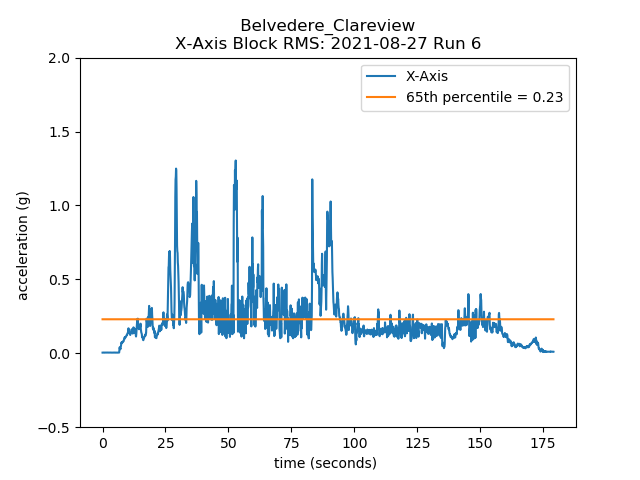 Belvedere_Clareview
X-Axis Block RMS: 2021-08-27 Run 6
X-Axis
65th percentile = 0.23
acceleration (g)
2.0
1.5
1.0
0.5
0.0
−0.5
0 25 50 75 100 125 150 175
time (seconds)